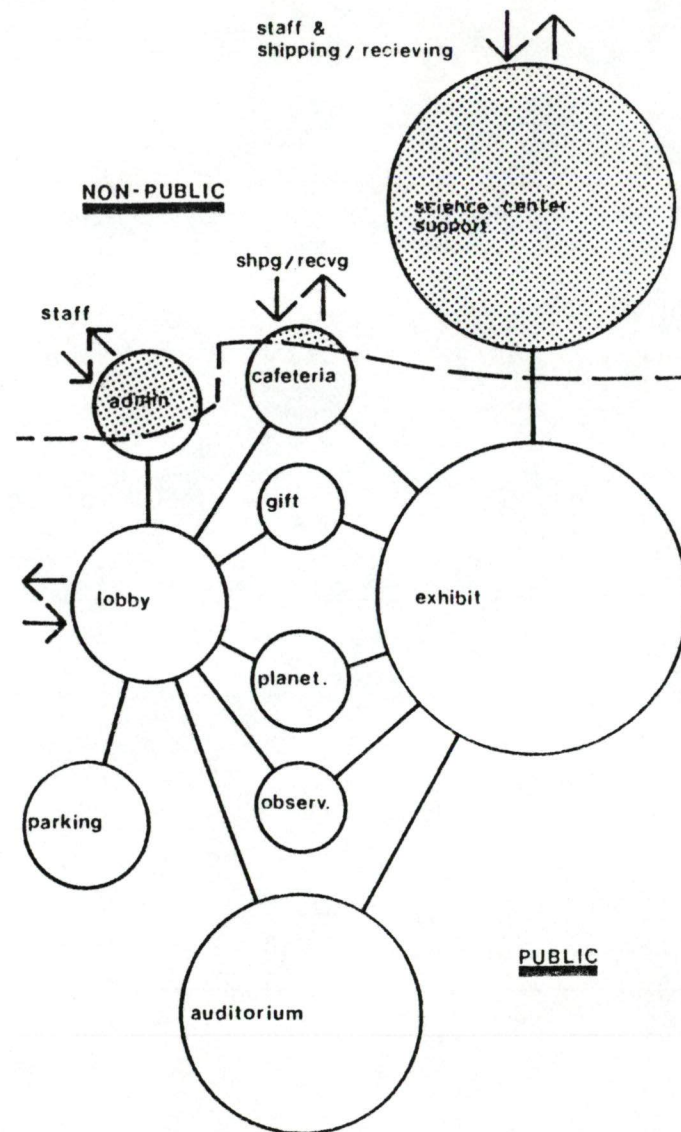 staff &
shipping / recieving
NON-PUBLIC
science center
support
shpg/recvg
staff
cafeteria
admin
gift
lobby
exhibit
planet.
observ.
parking
PUBLIC
auditorium